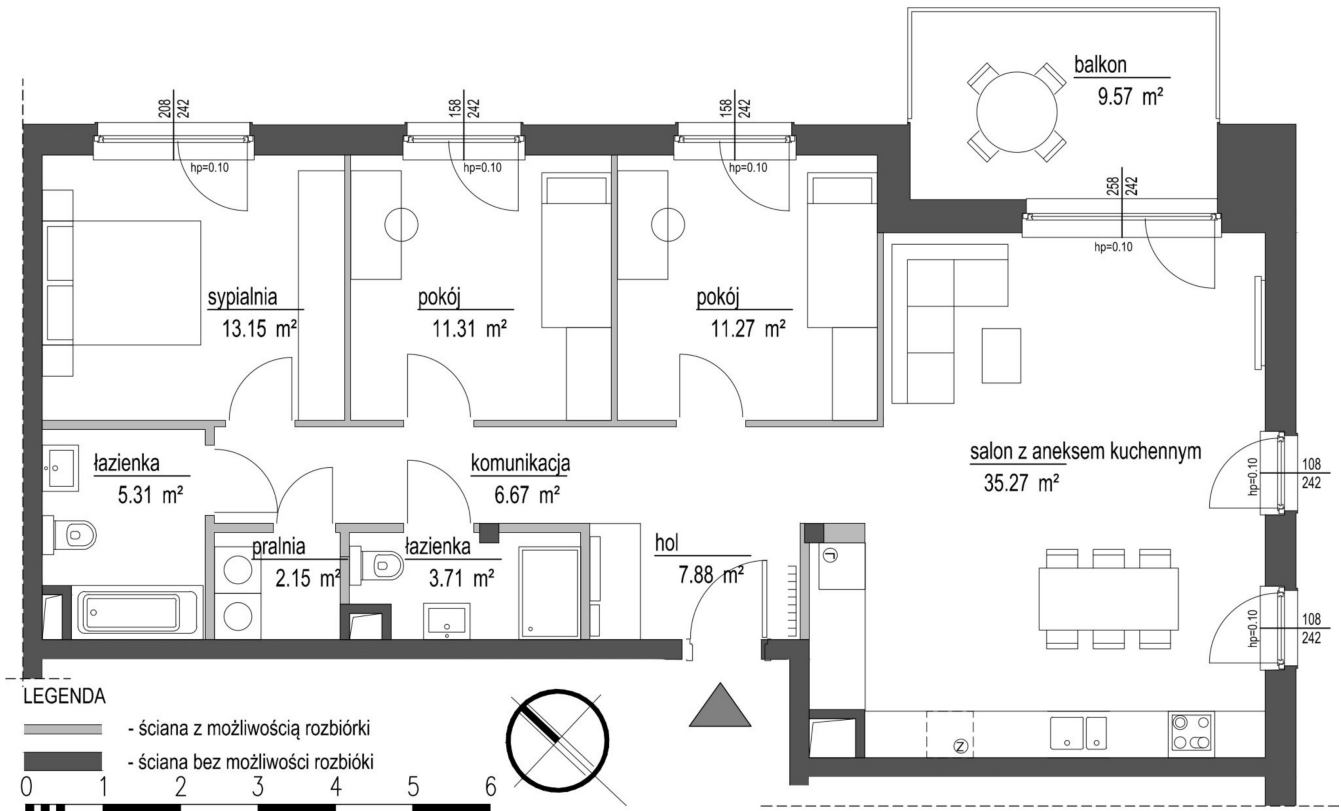 balkon
9.57 m²
208
242
158
242
158
242
258
242
hp=0.10
hp=0.10
hp=0.10
hp=0.10
sypialnia
13.15 m²
pokój
11.31 m²
pokój
11.27 m²
łazienka
5.31 m²
komunikacja
6.67 m²
salon z aneksem kuchennym
35.27 m²
hp=0.10
108
242
pralnia
2.15 m²
łazienka
3.71 m²
hol
7.88 m²
L
hp=0.10
108
242
Z
LEGENDA
- ściana z możliwością rozbiórki
- ściana bez możliwości rozbióki
0 1 2 3 4 5 6